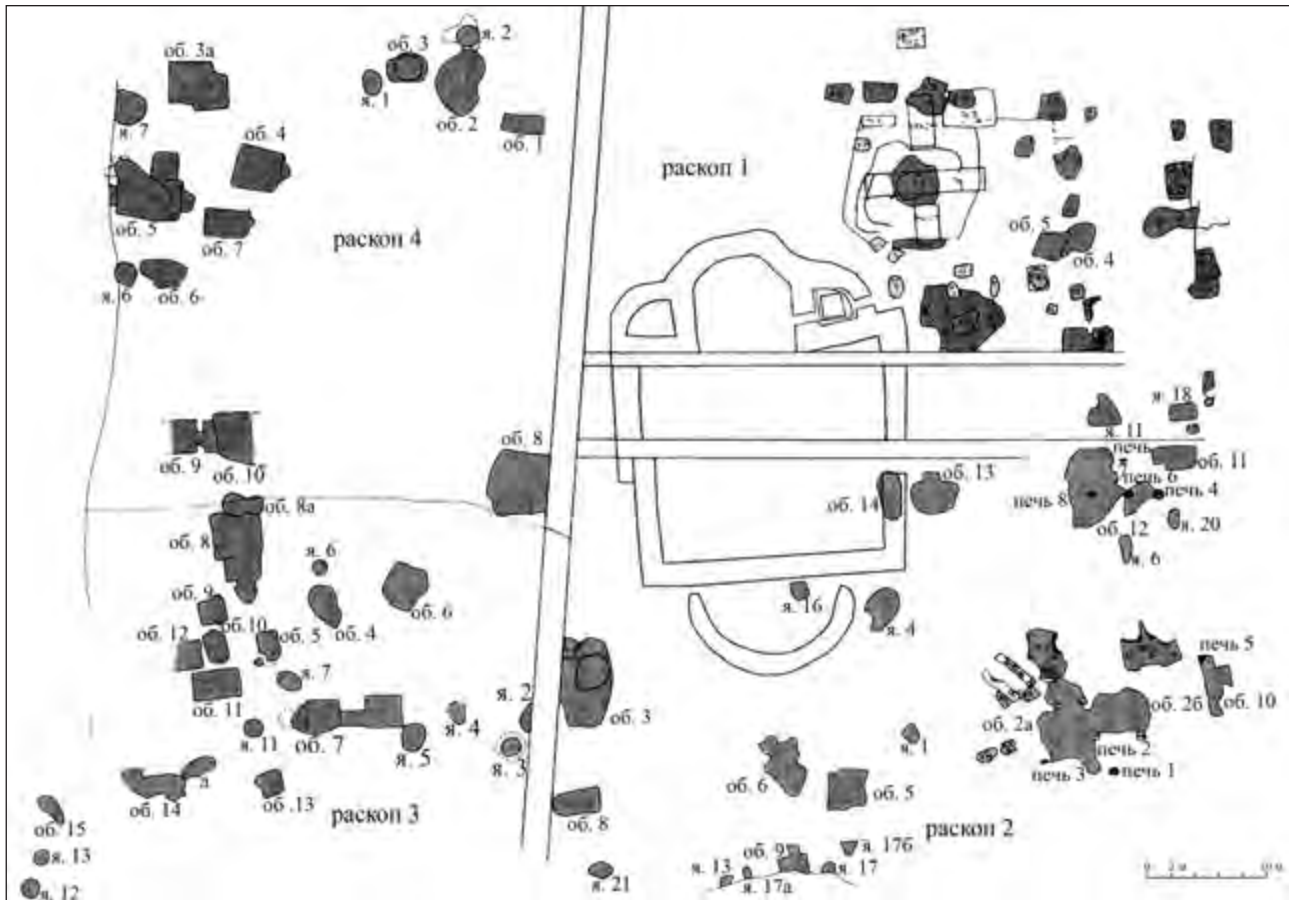 об. 3а
об. 3
я. 2
я. 7
я. 1
об. 4
об. 2
об. 1
об. 5
об. 7
раскоп 4
я. 6
об. 6
раскоп 1
об. 5
об. 4
об. 9
об. 10
об. 8
об. 8а
об. 8
я. 6
об. 9
об. 10
об. 12
об. 5
об. 4
об. 6
я. 7
об. 11
я. 11
об. 7
я. 5
я. 4
я. 2
я. 3
об. 14
д
об. 13
раскоп 3
об. 15
я. 13
я. 12
я. 18
я. 11
печь
печь 6
об. 11
об. 14
об. 13
печь 8
печь 4
об. 12
я. 20
я. 6
я. 16
я. 4
об. 3
печь 5
об. 2а
об. 2б
об. 10
печь 2
печь 3
печь 1
я. 1
об. 6
об. 5
об. 8
раскоп 2
об. 9
я. 17б
я. 13
я. 17
я. 17а
я. 21